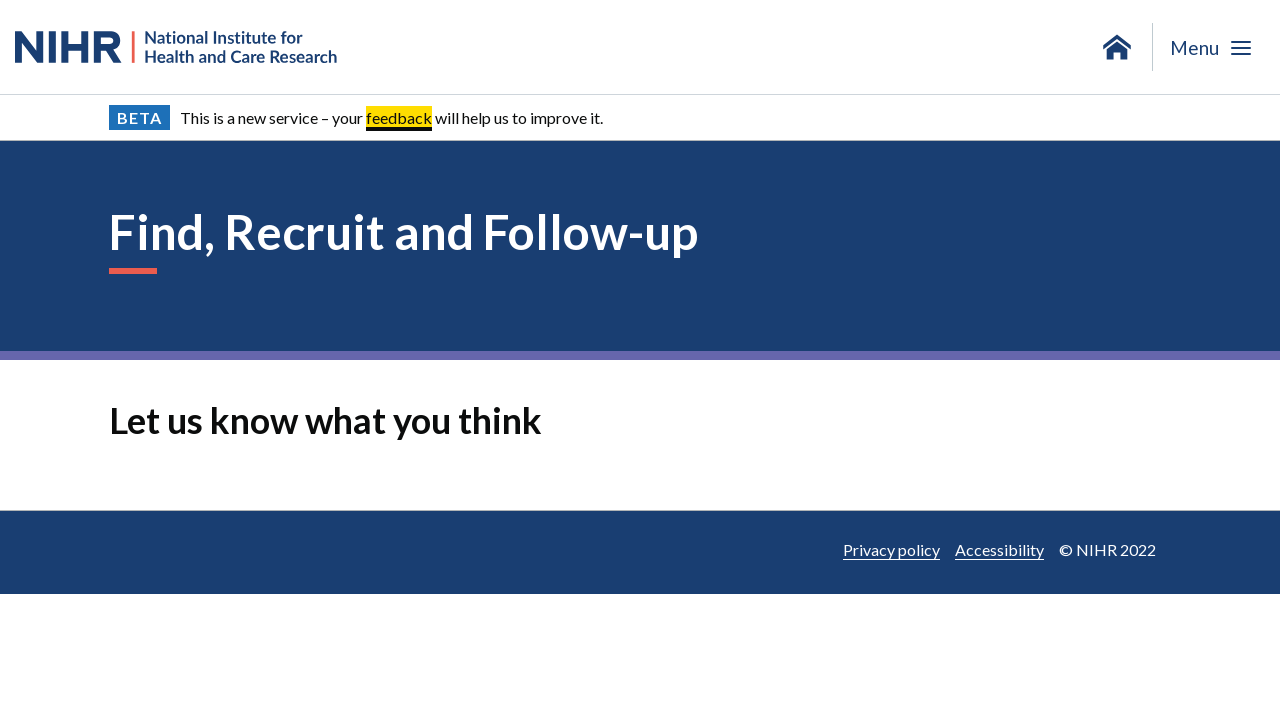 NIHR National Institute for
Health and Care Research
Menu
BETA This is a new service – your feedback will help us to improve it.
Find, Recruit and Follow-up
Let us know what you think
Privacy policy Accessibility © NIHR 2022